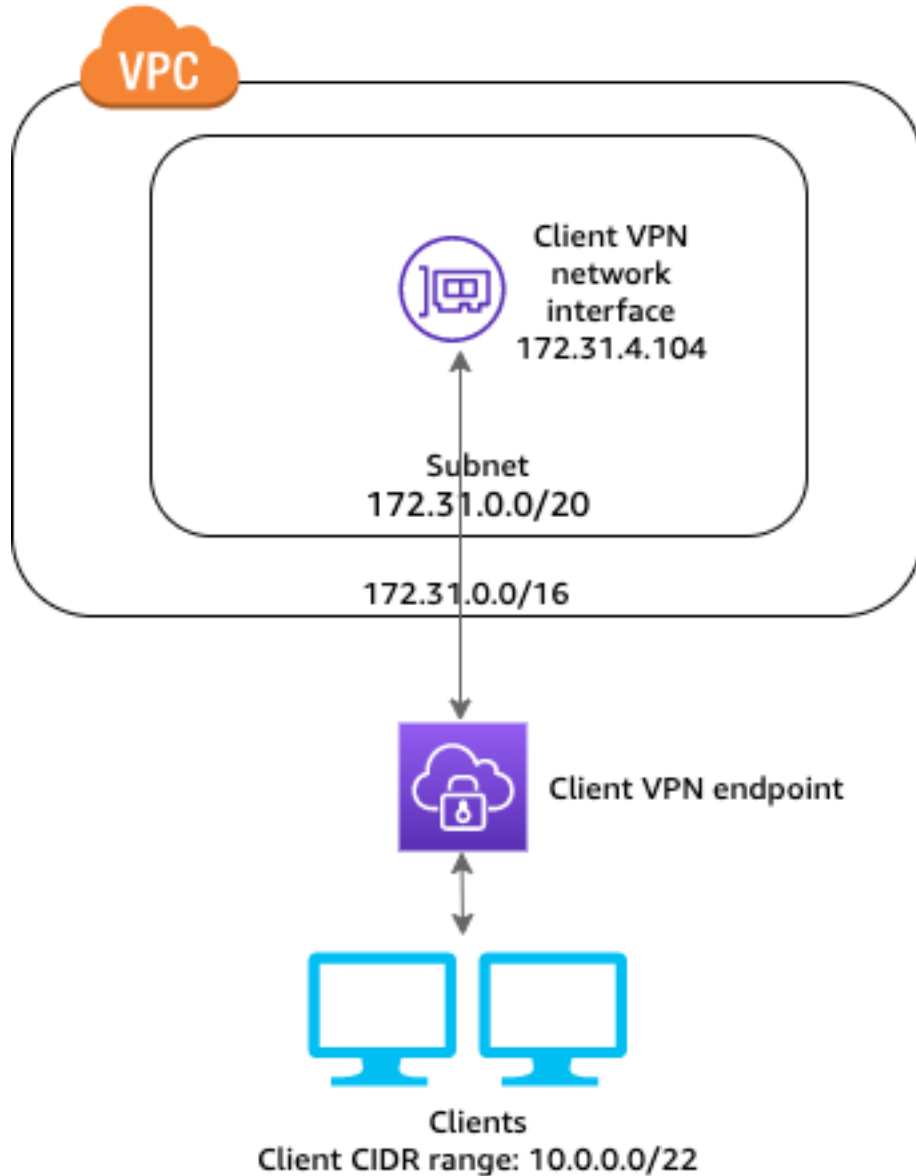 VPC
Client VPN
network
interface
172.31.4.104
Subnet
172.31.0.0/20
172.31.0.0/16
Client VPN endpoint
Clients
Client CIDR range: 10.0.0.0/22